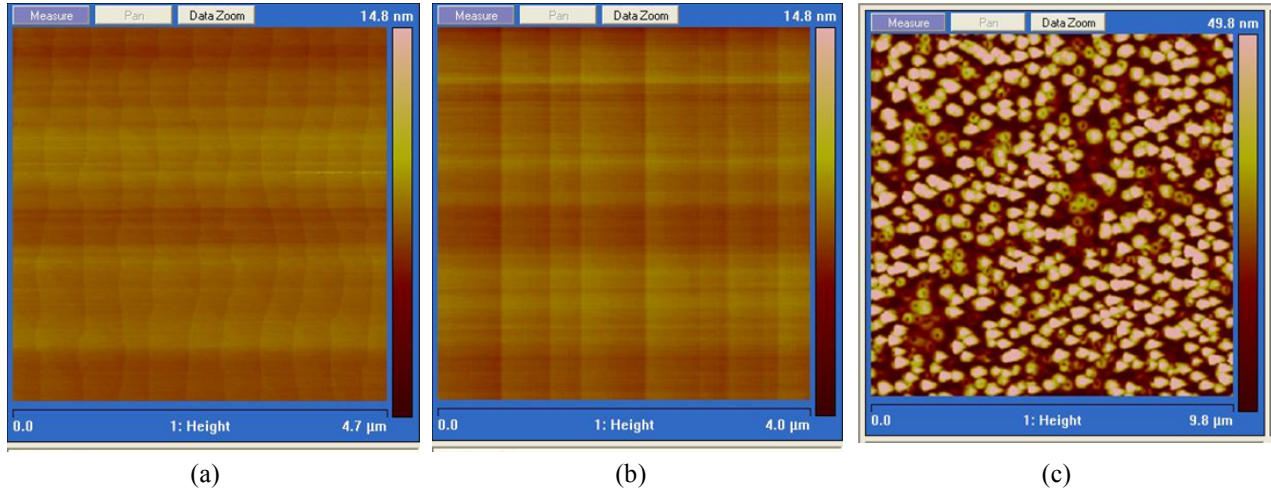 Measure Pan Data Zoom 14.8 nm
0.0 1: Height 4.7 µm
(a)
Measure Pan Data Zoom 14.8 nm
0.0 1: Height 4.0 µm
(b)
Measure Pan Data Zoom 49.8 nm
0.0 1: Height 9.8 µm
(c)